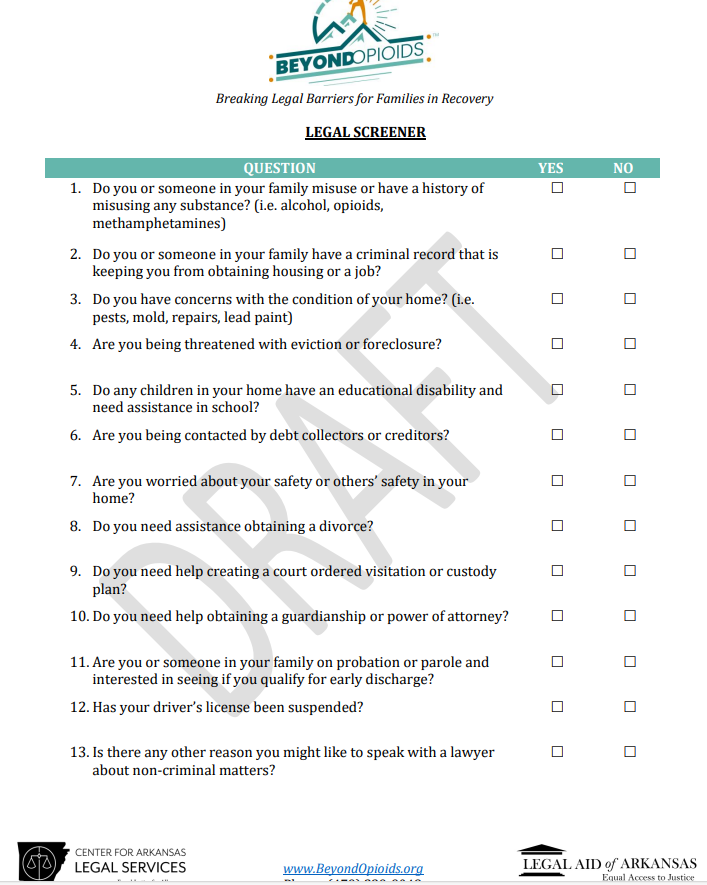 BEYONDOPIOIDS™
Breaking Legal Barriers for Families in Recovery
LEGAL SCREENER
QUESTION YES NO
1. Do you or someone in your family misuse or have a history of
misusing any substance? (i.e. alcohol, opioids,
methamphetamines)
2. Do you or someone in your family have a criminal record that is
keeping you from obtaining housing or a job?
3. Do you have concerns with the condition of your home? (i.e.
pests, mold, repairs, lead paint)
4. Are you being threatened with eviction or foreclosure?
5. Do any children in your home have an educational disability and
need assistance in school?
6. Are you being contacted by debt collectors or creditors?
7. Are you worried about your safety or others’ safety in your
home?
8. Do you need assistance obtaining a divorce?
9. Do you need help creating a court ordered visitation or custody
plan?
10. Do you need help obtaining a guardianship or power of attorney?
11. Are you or someone in your family on probation or parole and
interested in seeing if you qualify for early discharge?
12. Has your driver’s license been suspended?
13. Is there any other reason you might like to speak with a lawyer
about non-criminal matters?
DRAFT
CENTER FOR ARKANSAS
LEGAL SERVICES
www.BeyondOpioids.org
LEGAL AID of ARKANSAS
Equal Access to Justice